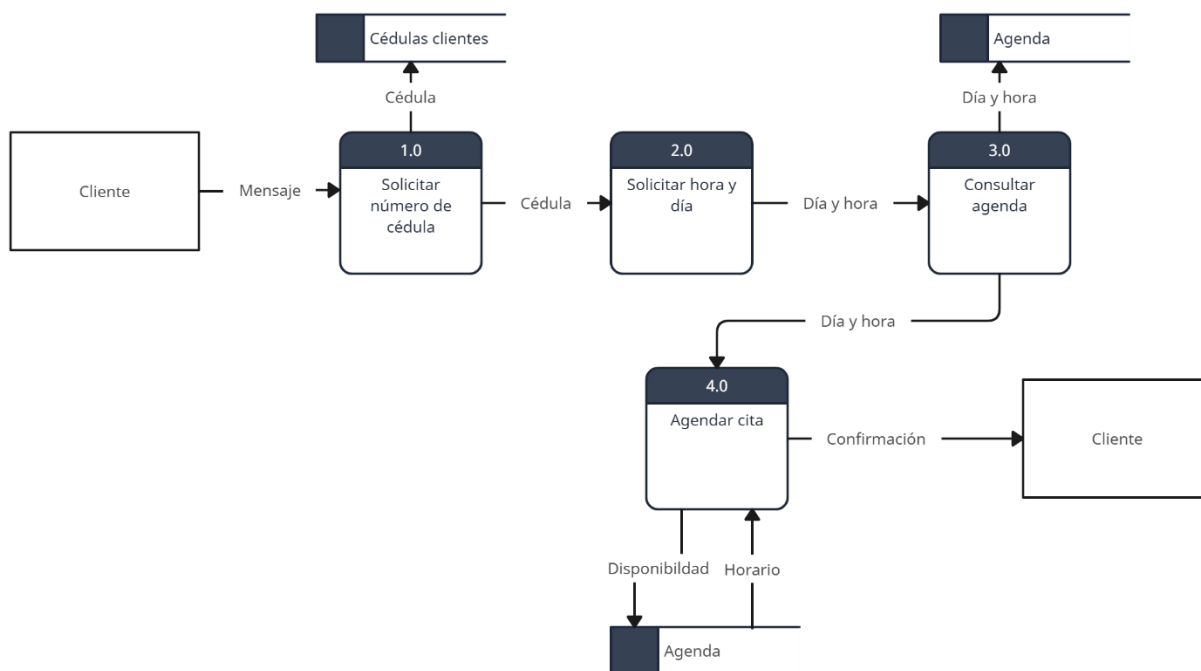 Cédulas clientes
Agenda
Cédula
Día y hora
Cliente
Mensaje
1.0
Solicitar
número de
cédula
Cédula
2.0
Solicitar hora y
día
Día y hora
3.0
Consultar
agenda
Día y hora
4.0
Agendar cita
Confirmación
Cliente
Disponibildad
Horario
Agenda